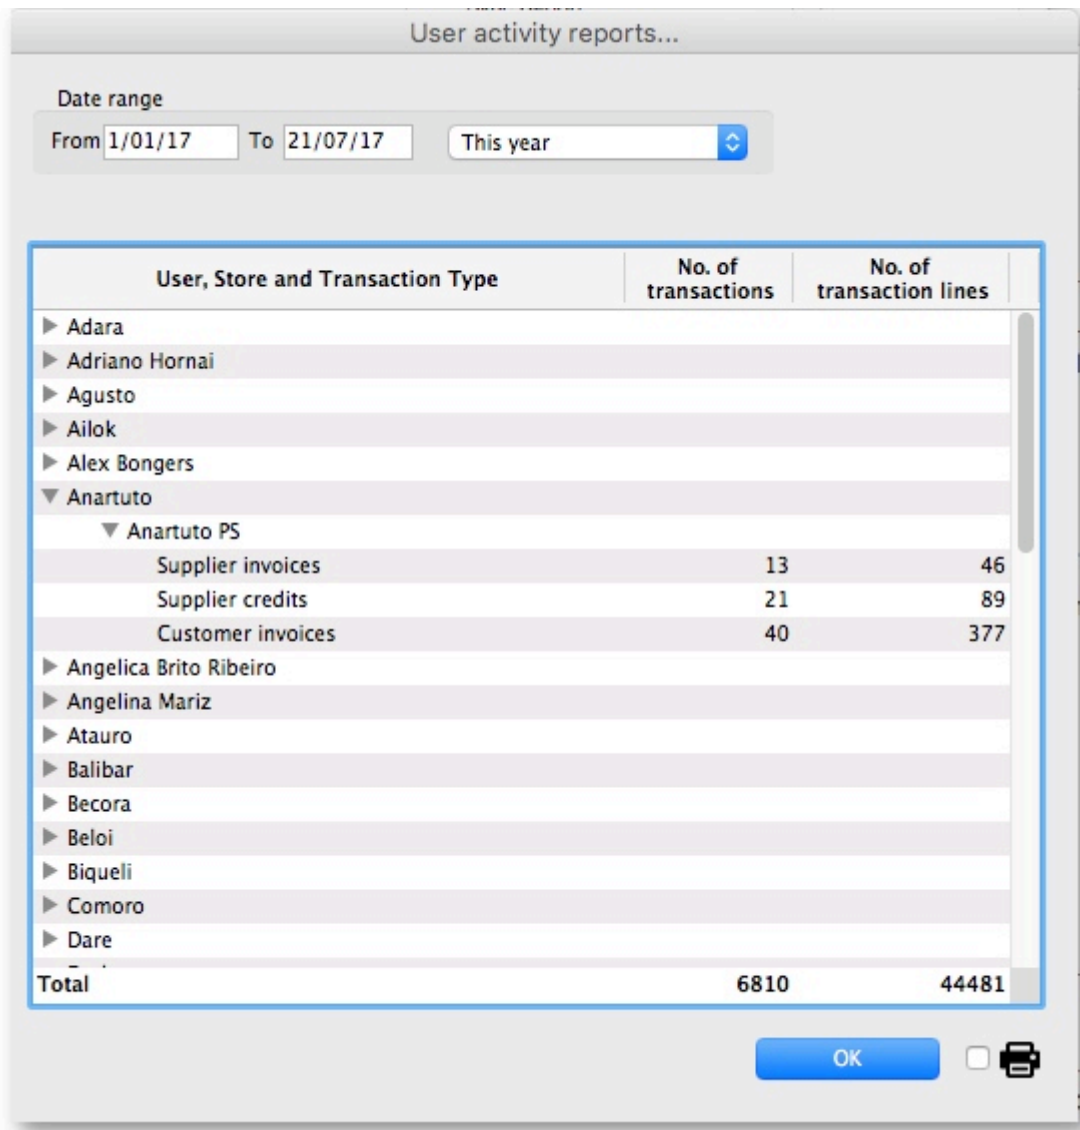 User activity reports...
Date range
From 1/01/17 To 21/07/17 This year
User, Store and Transaction Type No. of transactions No. of transaction lines
Adara
Adriano Hornai
Agusto
Ailok
Alex Bongers
Anartuto
Anartuto PS
Supplier invoices 13 46
Supplier credits 21 89
Customer invoices 40 377
Angelica Brito Ribeiro
Angelina Mariz
Atauro
Balibar
Becora
Beloi
Biqueli
Comoro
Dare
Total 6810 44481
OK